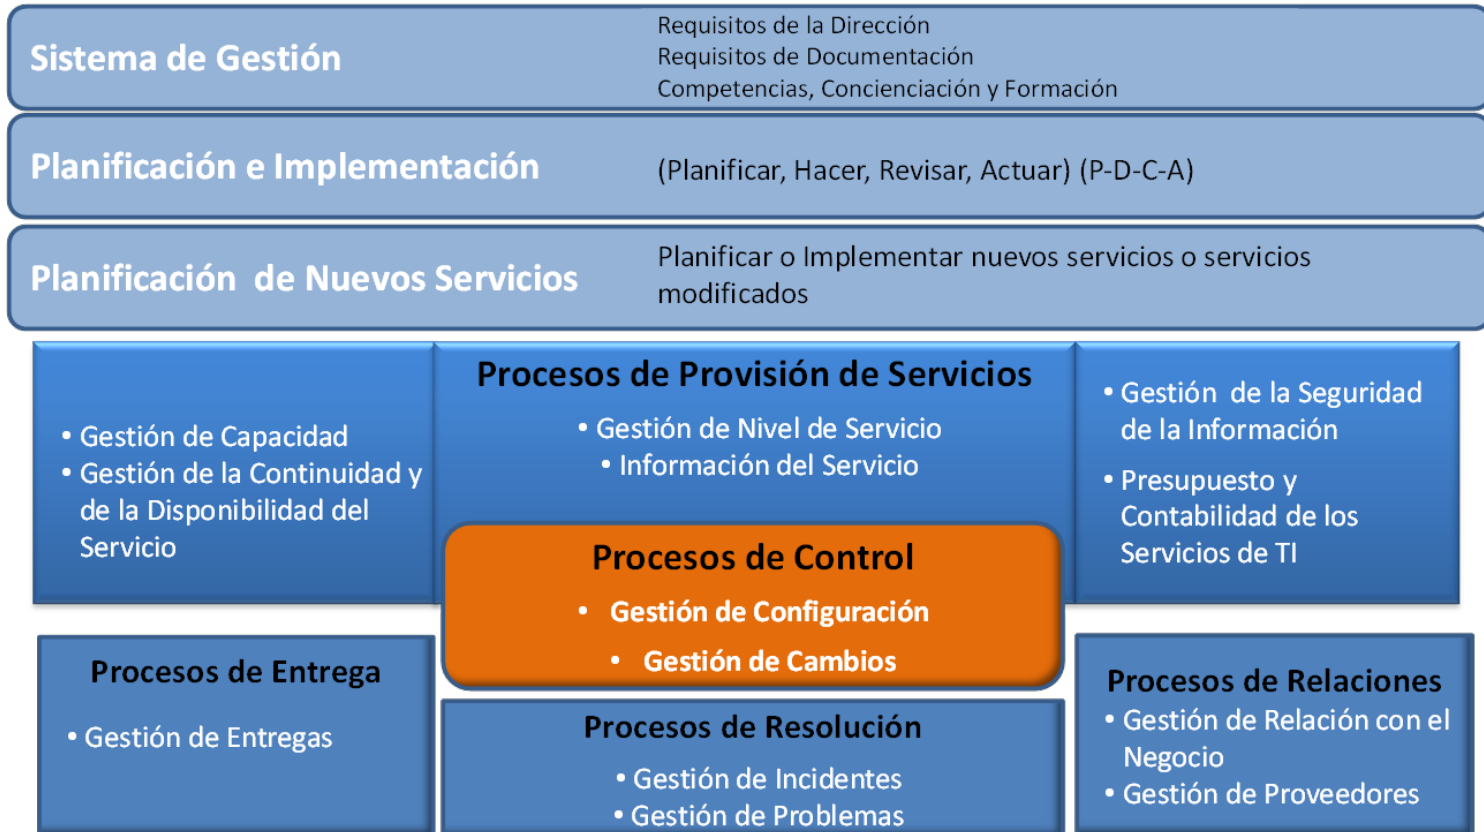 Sistema de Gestión
Requisitos de la Dirección
Requisitos de Documentación
Competencias, Concienciación y Formación
Planificación e Implementación
(Planificar, Hacer, Revisar, Actuar) (P-D-C-A)
Planificación de Nuevos Servicios
Planificar o Implementar nuevos servicios o servicios
modificados
• Gestión de Capacidad
• Gestión de la Continuidad y
de la Disponibilidad del
Servicio
Procesos de Provisión de Servicios
• Gestión de Nivel de Servicio
• Información del Servicio
• Gestión de la Seguridad
de la Información
• Presupuesto y
Contabilidad de los
Servicios de TI
Procesos de Control
• Gestión de Configuración
• Gestión de Cambios
Procesos de Entrega
• Gestión de Entregas
Procesos de Resolución
• Gestión de Incidentes
• Gestión de Problemas
Procesos de Relaciones
• Gestión de Relación con el
Negocio
• Gestión de Proveedores